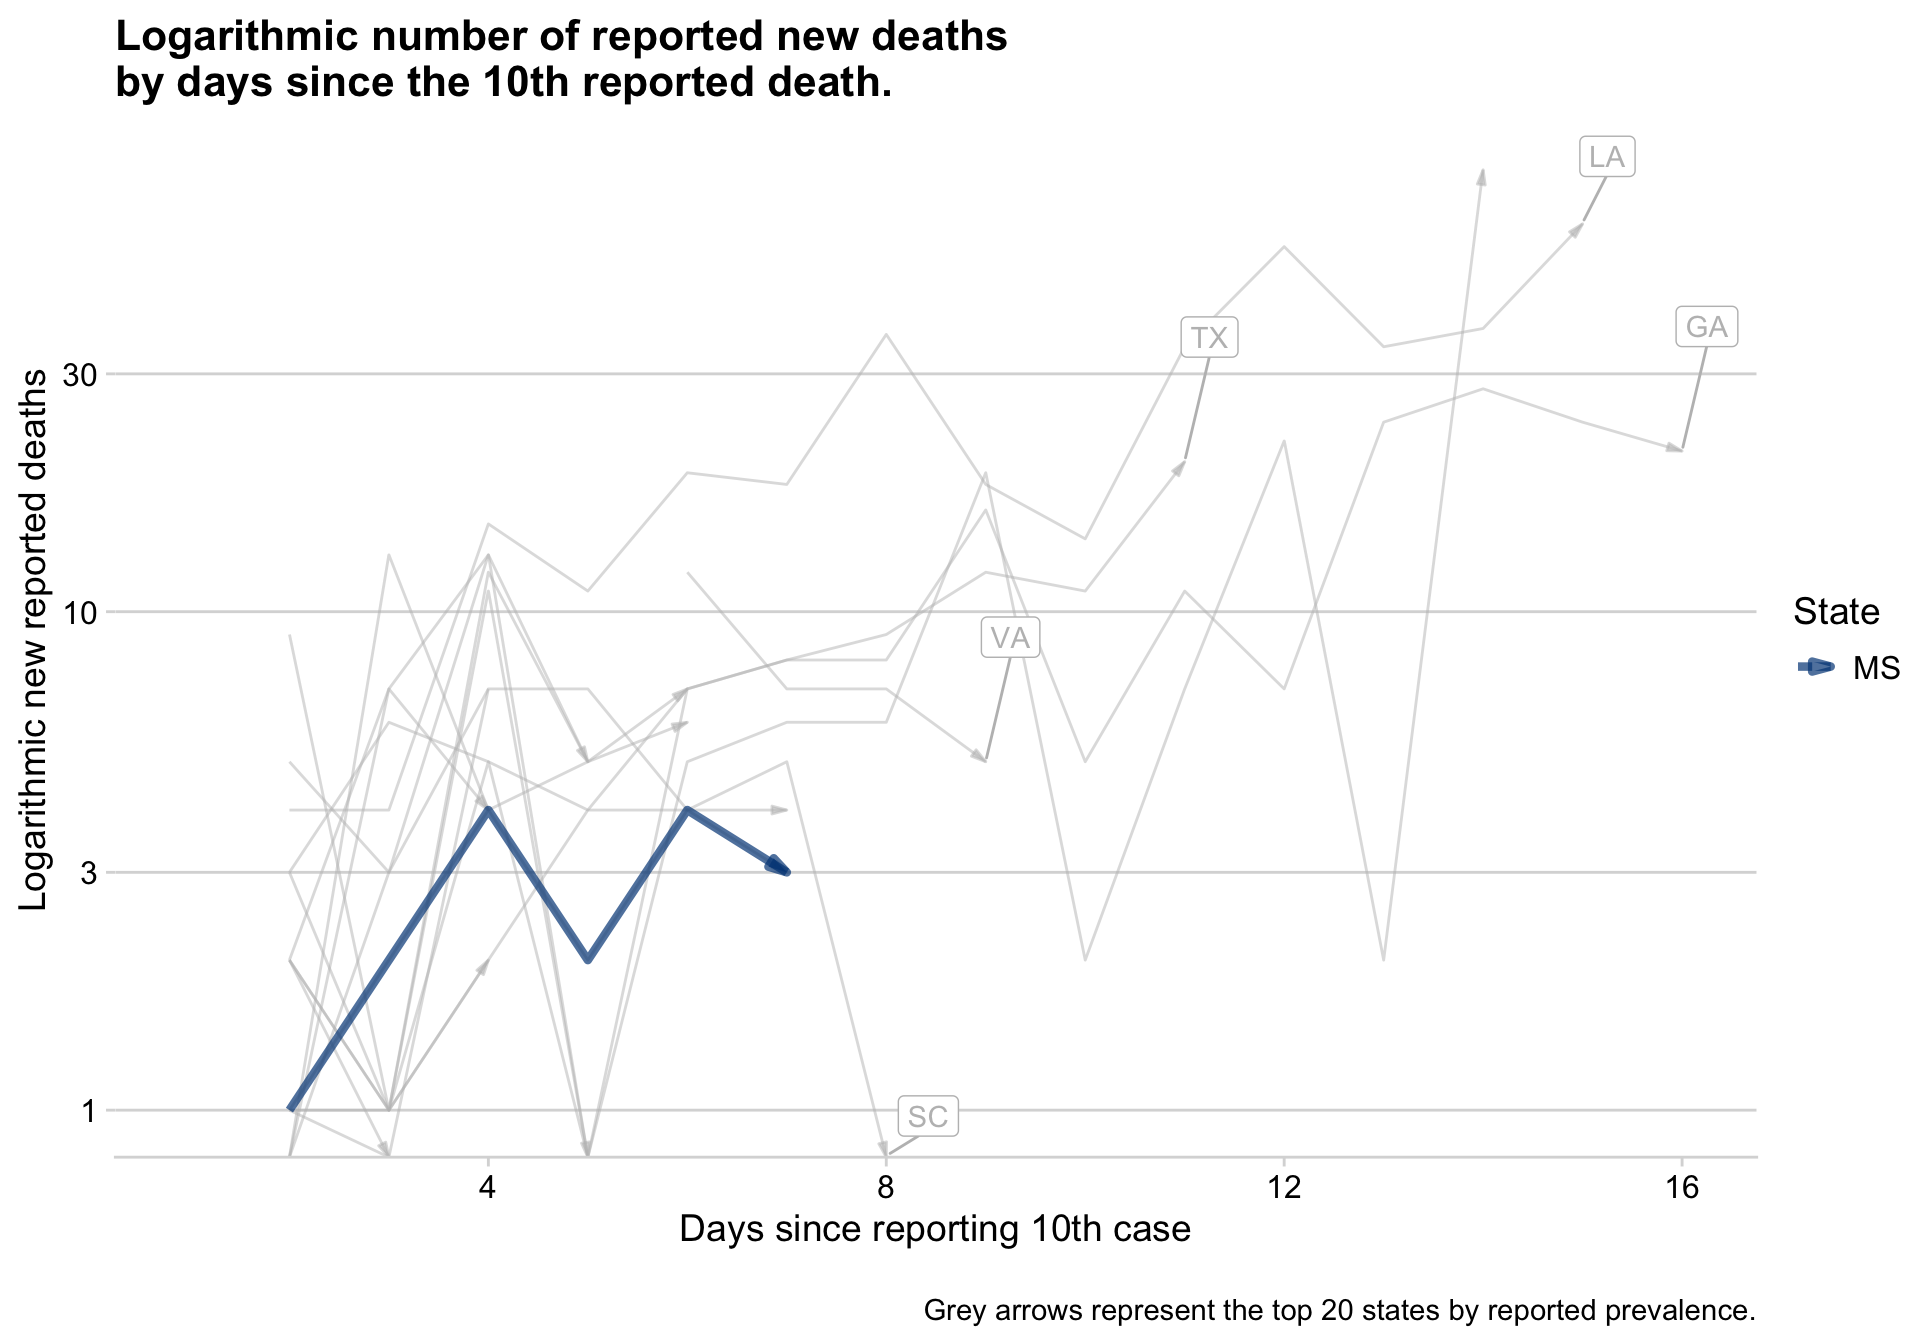 Logarithmic number of reported new deaths
by days since the 10th reported death.
LA
TX
GA
30
Logarithmic new reported deaths
10
VA
State
MS
3
1
SC
4 8 12 16
Days since reporting 10th case
Grey arrows represent the top 20 states by reported prevalence.